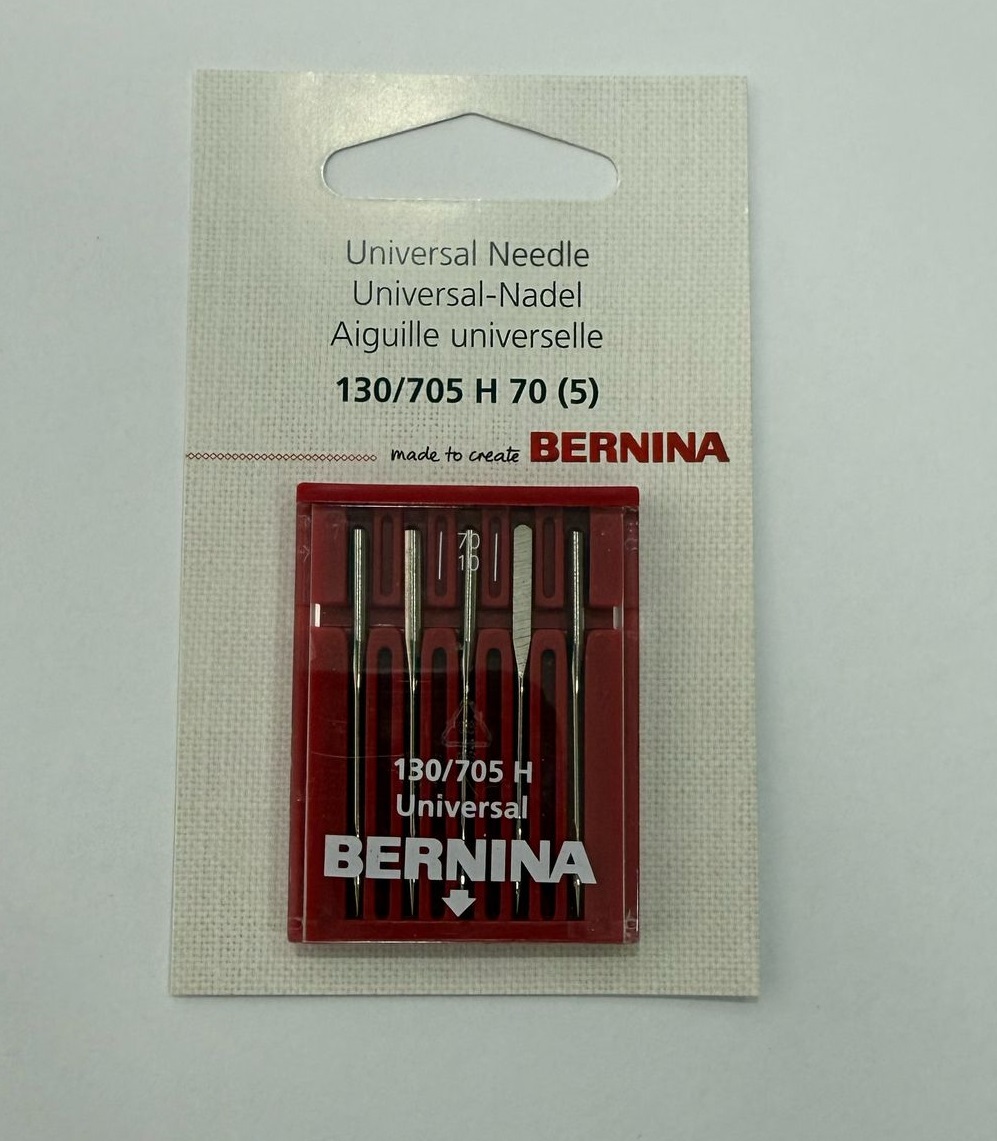 Universal Needle
Universal-Nadel
Aiguille universelle
130/705 H 70 (5)
made to create BERNINA
70
10
130/705 H
Universal
BERNINA